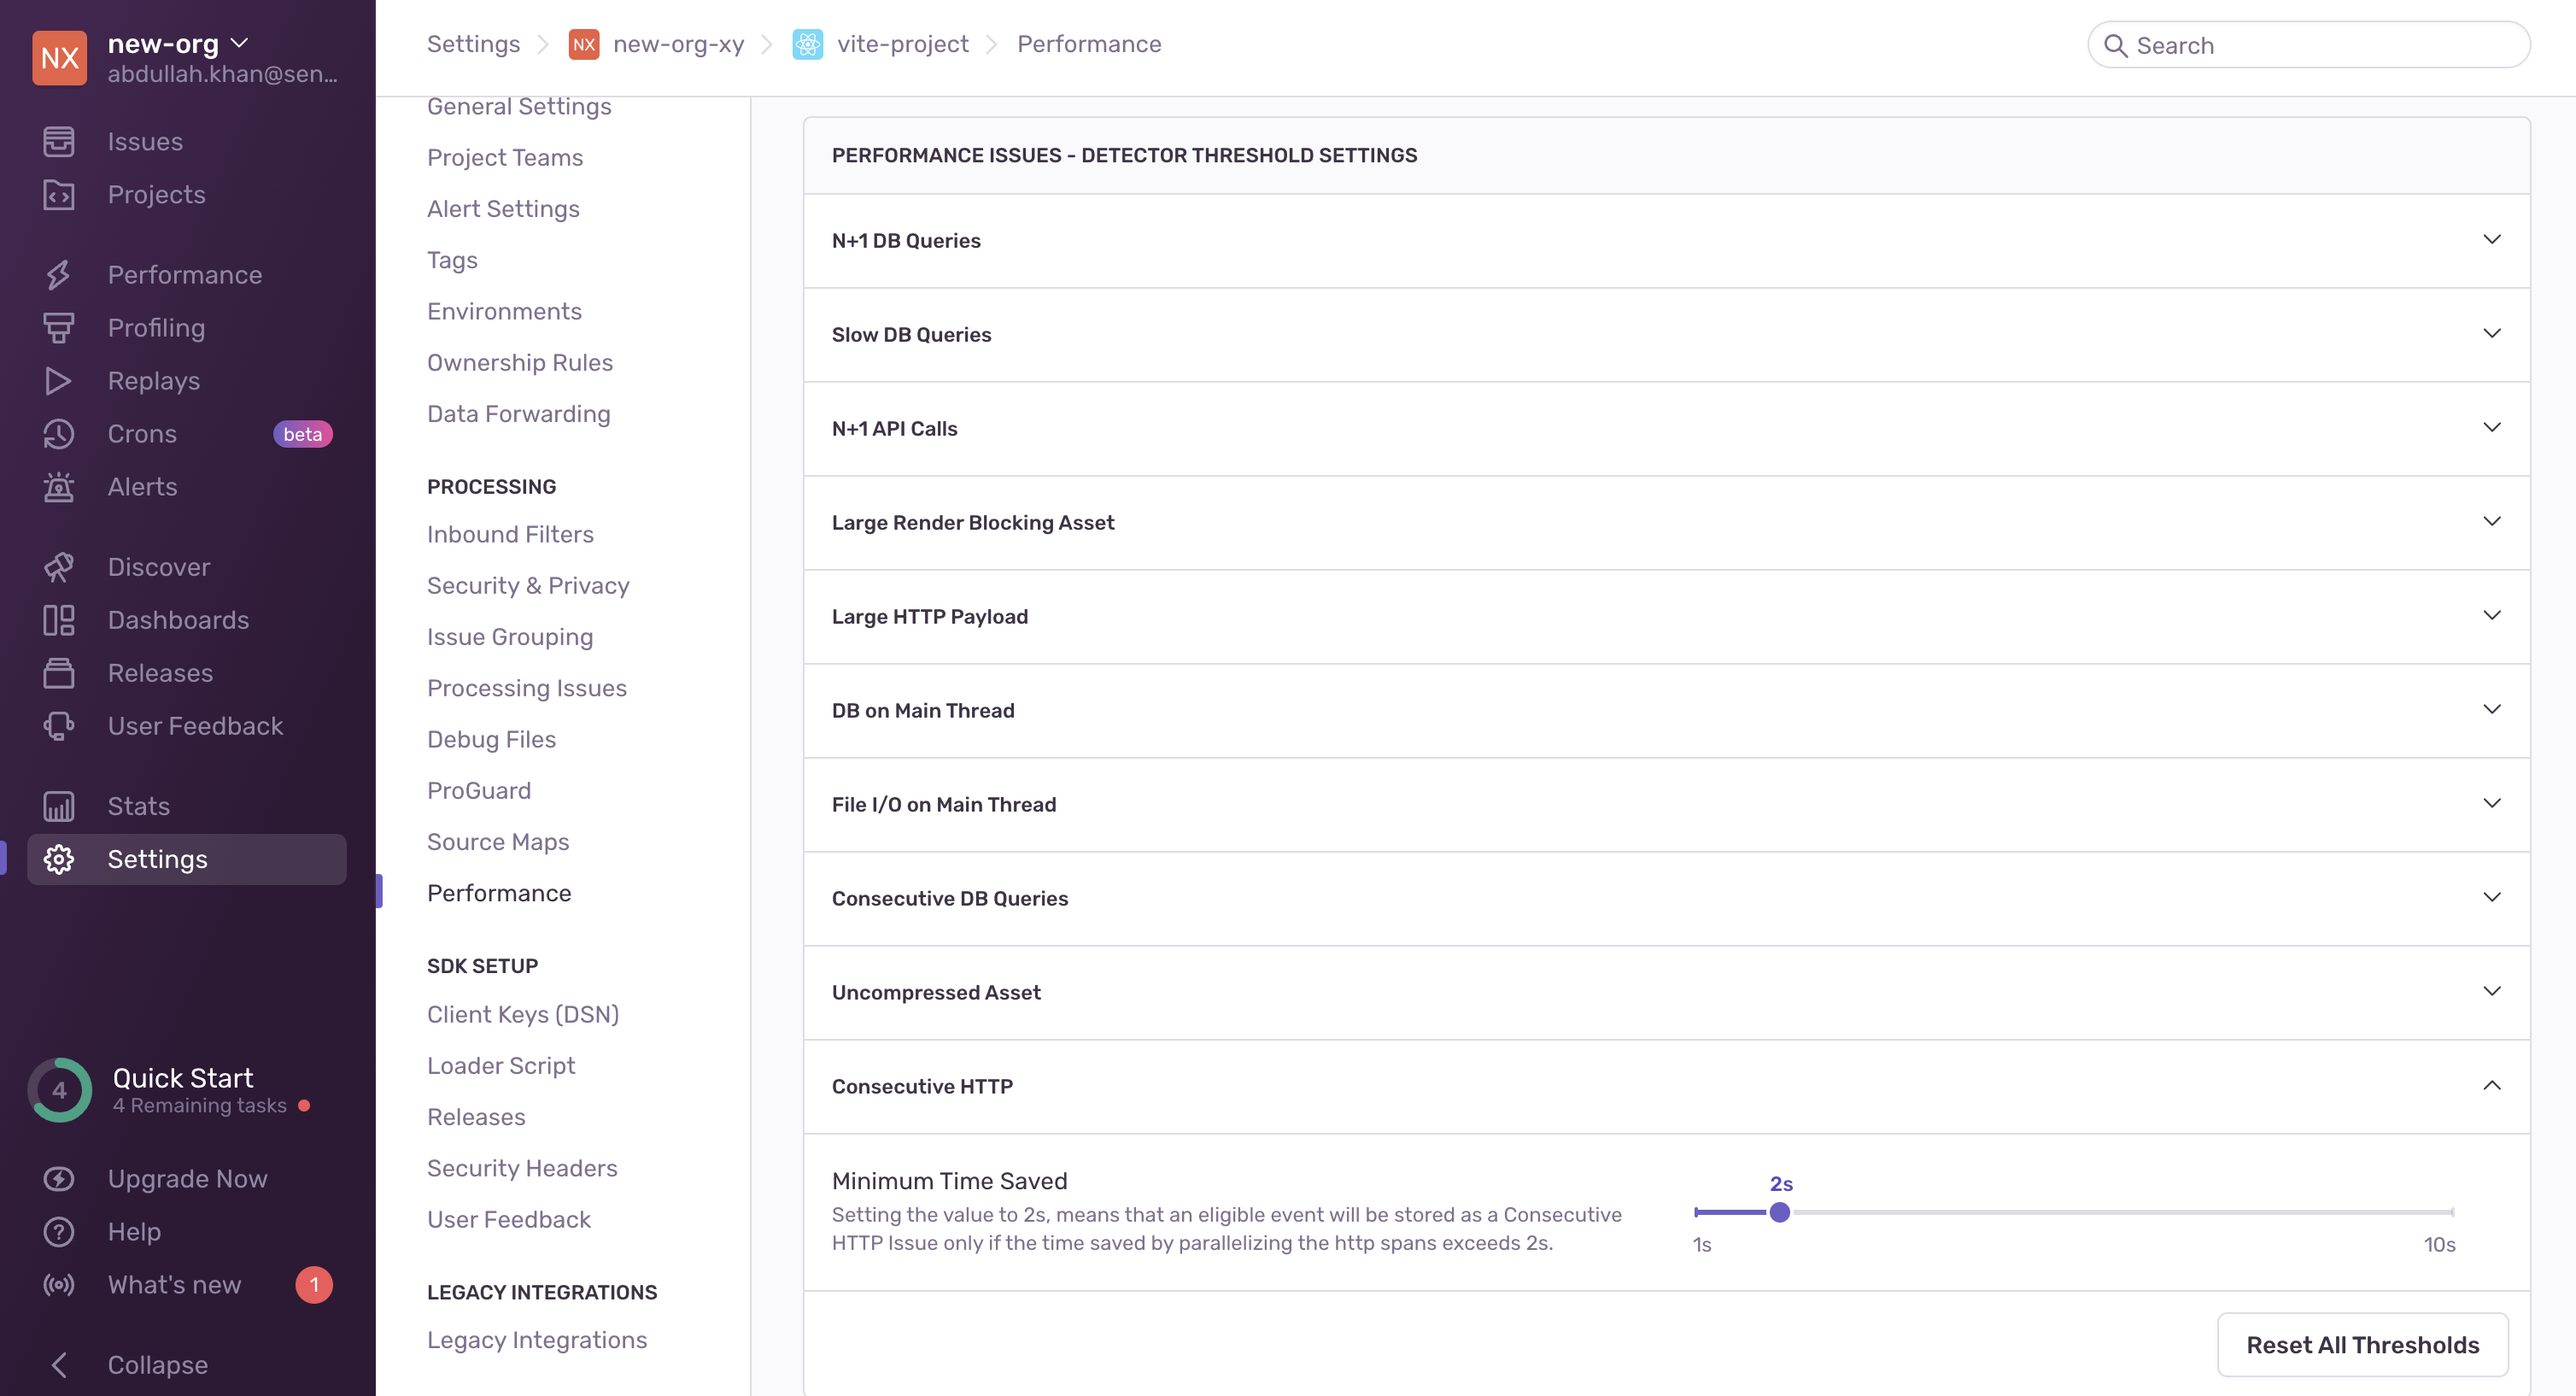 NX
new-org
abdullah.khan@sen...
Issues
Projects
Performance
Profiling
Replays
Crons beta
Alerts
Discover
Dashboards
Releases
User Feedback
Stats
Settings
4
Quick Start
4 Remaining tasks
Upgrade Now
Help
What's new 1
Collapse
Settings NX new-org-xy vite-project Performance
Search
General Settings
Project Teams
Alert Settings
Tags
Environments
Ownership Rules
Data Forwarding
PROCESSING
Inbound Filters
Security & Privacy
Issue Grouping
Processing Issues
Debug Files
ProGuard
Source Maps
Performance
SDK SETUP
Client Keys (DSN)
Loader Script
Releases
Security Headers
User Feedback
LEGACY INTEGRATIONS
Legacy Integrations
PERFORMANCE ISSUES - DETECTOR THRESHOLD SETTINGS
N+1 DB Queries
Slow DB Queries
N+1 API Calls
Large Render Blocking Asset
Large HTTP Payload
DB on Main Thread
File I/O on Main Thread
Consecutive DB Queries
Uncompressed Asset
Consecutive HTTP
Minimum Time Saved
Setting the value to 2s, means that an eligible event will be stored as a Consecutive
HTTP Issue only if the time saved by parallelizing the http spans exceeds 2s.
2s
1s 10s
Reset All Thresholds